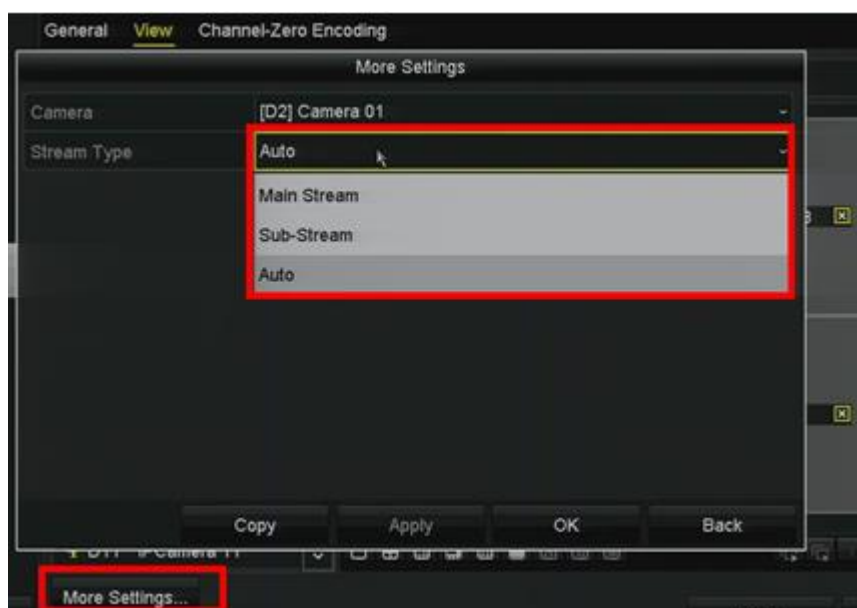 General View Channel-Zero Encoding
More Settings
Camera [D2] Camera 01
Stream Type Auto
Main Stream
Sub-Stream
Auto
Copy Apply OK Back
More Settings...